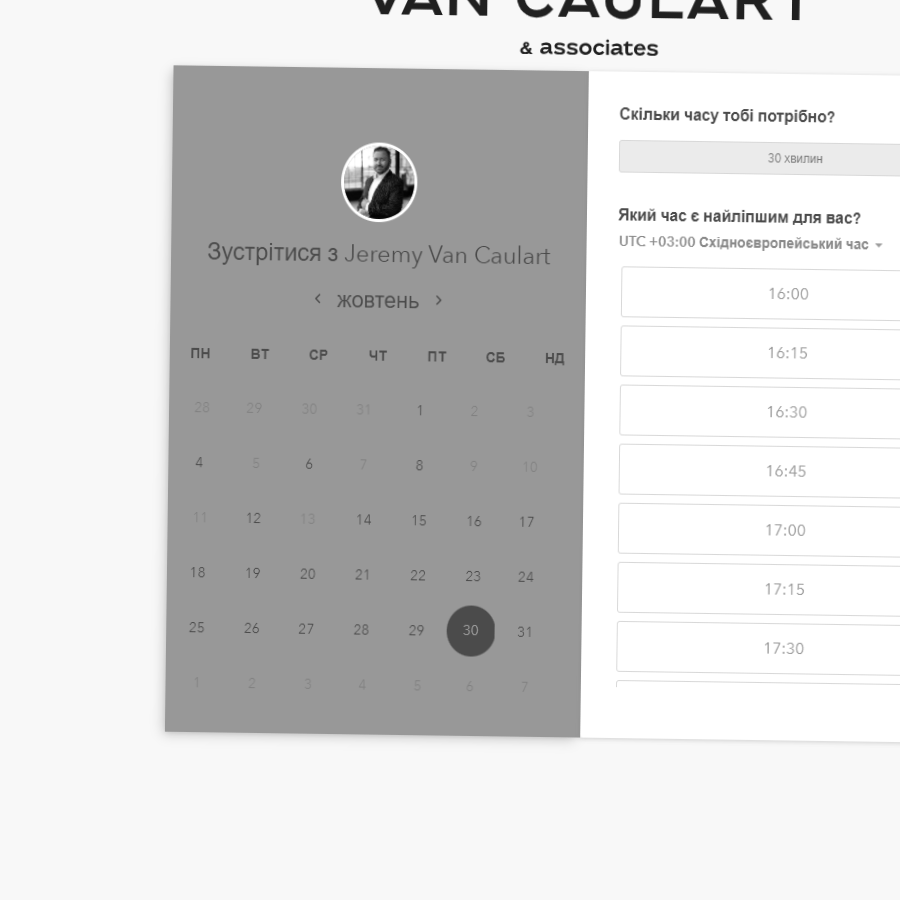 VAN CAULART
& associates
Зустрітися з Jeremy Van Caulart
‹ жовтень ›
ПН ВТ СР ЧТ ПТ СБ НД
28 29 30 31 1 2 3
4 5 6 7 8 9 10
11 12 13 14 15 16 17
18 19 20 21 22 23 24
25 26 27 28 29 30 31
1 2 3 4 5 6 7
Скільки часу тобі потрібно?
30 хвилин
Який час є найліпшим для вас?
UTC +03:00 Східноєвропейський час
16:00
16:15
16:30
16:45
17:00
17:15
17:30